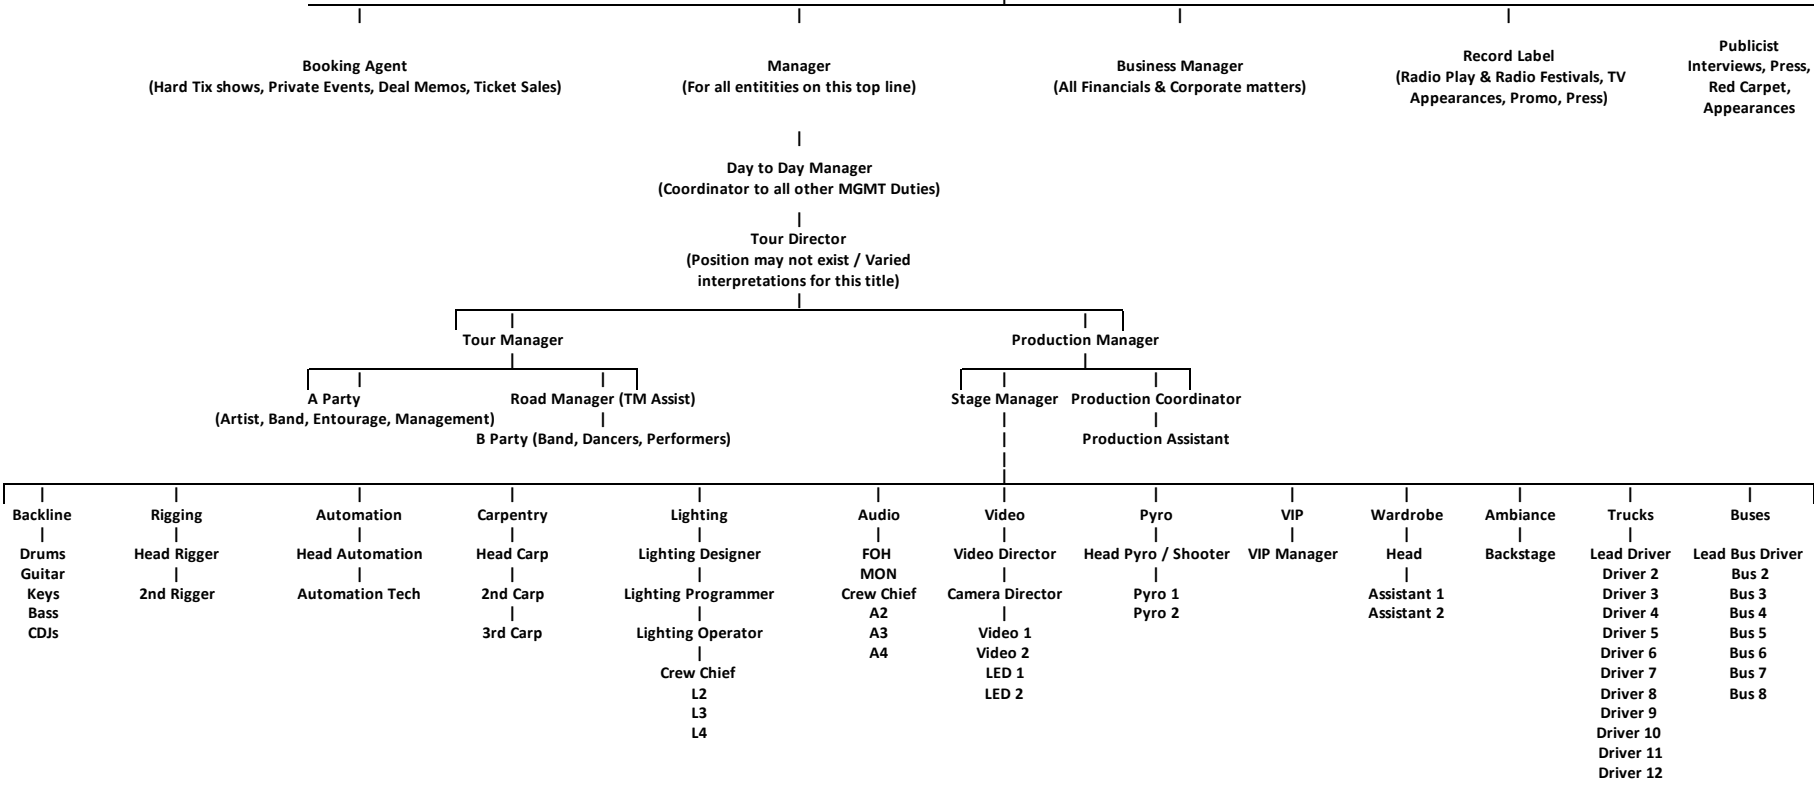 Booking Agent
(Hard Tix shows, Private Events, Deal Memos, Ticket Sales)
Manager
(For all entitities on this top line)
Business Manager
(All Financials & Corporate matters)
Record Label
(Radio Play & Radio Festivals, TV
Appearances, Promo, Press)
Publicist
Interviews, Press,
Red Carpet,
Appearances
Day to Day Manager
(Coordinator to all other MGMT Duties)
Tour Director
(Position may not exist / Varied
interpretations for this title)
Tour Manager
Production Manager
A Party
(Artist, Band, Entourage, Management)
Road Manager (TM Assist)
B Party (Band, Dancers, Performers)
Stage Manager
Production Coordinator
Production Assistant
Backline
Drums
Guitar
Keys
Bass
CDJs
Rigging
Head Rigger
2nd Rigger
Automation
Head Automation
Automation Tech
Carpentry
Head Carp
2nd Carp
3rd Carp
Lighting
Lighting Designer
Lighting Programmer
Lighting Operator
Crew Chief
L2
L3
L4
Audio
FOH
MON
Crew Chief
A2
A3
A4
Video
Video Director
Camera Director
Video 1
Video 2
LED 1
LED 2
Pyro
Head Pyro / Shooter
Pyro 1
Pyro 2
VIP
VIP Manager
Wardrobe
Head
Assistant 1
Assistant 2
Ambiance
Backstage
Trucks
Lead Driver
Driver 2
Driver 3
Driver 4
Driver 5
Driver 6
Driver 7
Driver 8
Driver 9
Driver 10
Driver 11
Driver 12
Buses
Lead Bus Driver
Bus 2
Bus 3
Bus 4
Bus 5
Bus 6
Bus 7
Bus 8